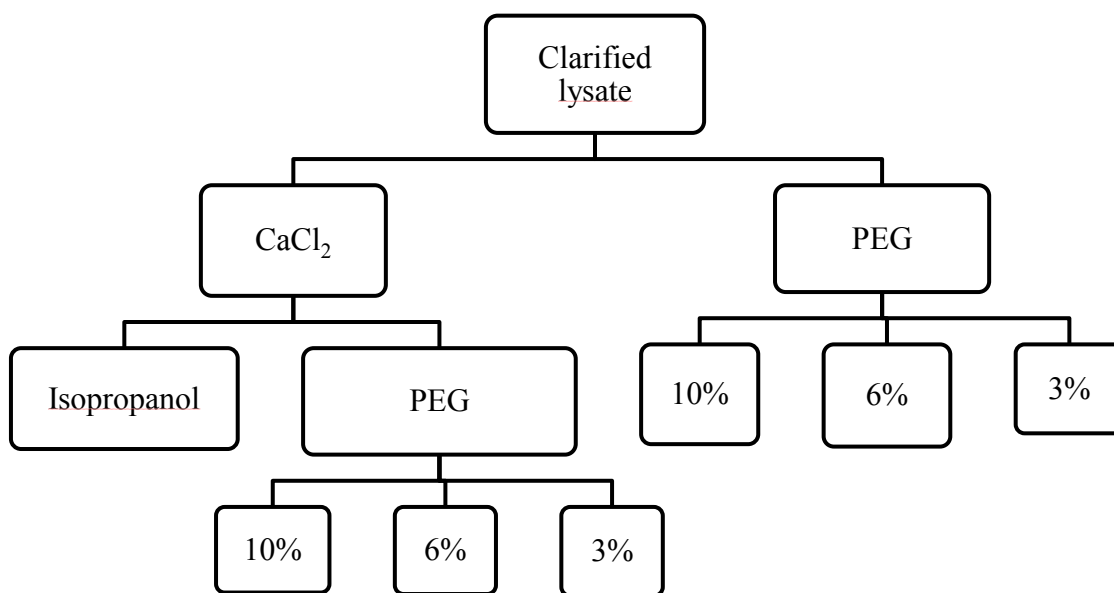 Clarified
lysate
CaCl₂
PEG
Isopropanol
PEG
10%
6%
3%
10%
6%
3%